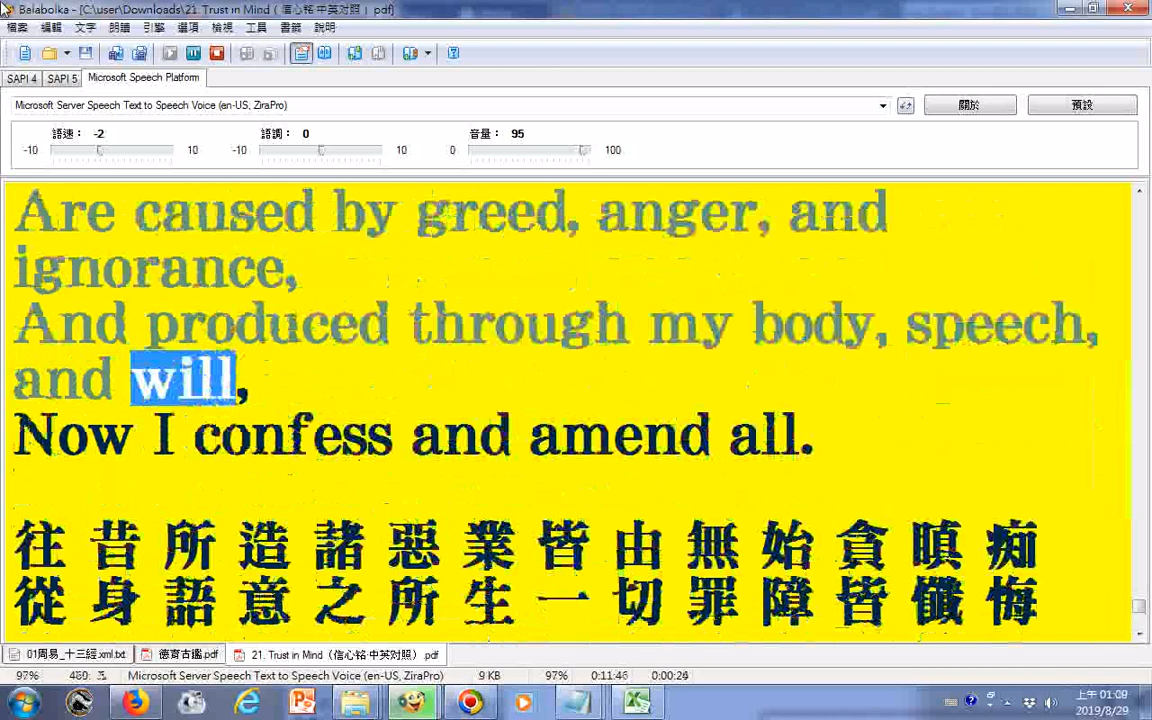 Balabolka - [C:\user\Downloads\21. Trust in Mind（信心铭·中英对照）.pdf]
檔案 編輯 文字 朗讀 引擎 選項 檢視 工具 書籤 說明
SAPI 4 SAPI 5 Microsoft Speech Platform
Microsoft Server Speech Text to Speech Voice (en-US, ZiraPro) 關於 預設
語速： -2 語調： 0 音量： 95
-10 10 -10 10 0 100
Are caused by greed, anger, and
ignorance,
And produced through my body, speech,
and will,
Now I confess and amend all.
往昔所造諸惡業皆由無始貪瞋痴
從身語意之所生一切罪障皆懺悔
01周易_十三經.xml.txt 德育古鑑.pdf 21. Trust in Mind（信心铭·中英对照）.pdf
97% Microsoft Server Speech Text to Speech Voice (en-US, ZiraPro) 9 KB 97% 0:11:46 0:00:24
上午 01:09
2019/8/29